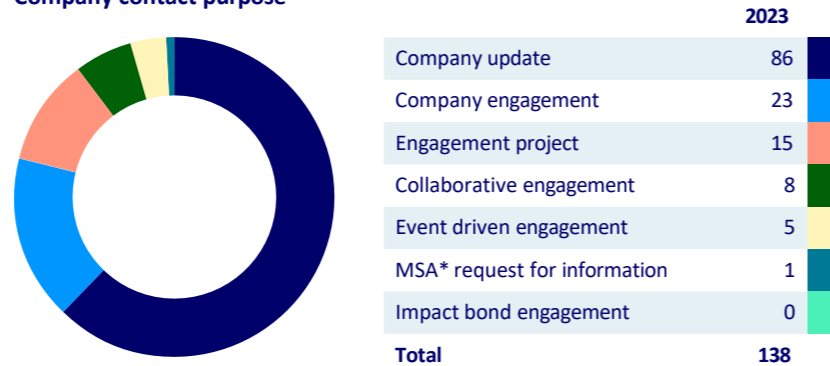 Company contact purpose
2023
Company update 86
Company engagement 23
Engagement project 15
Collaborative engagement 8
Event driven engagement 5
MSA* request for information 1
Impact bond engagement 0
Total 138